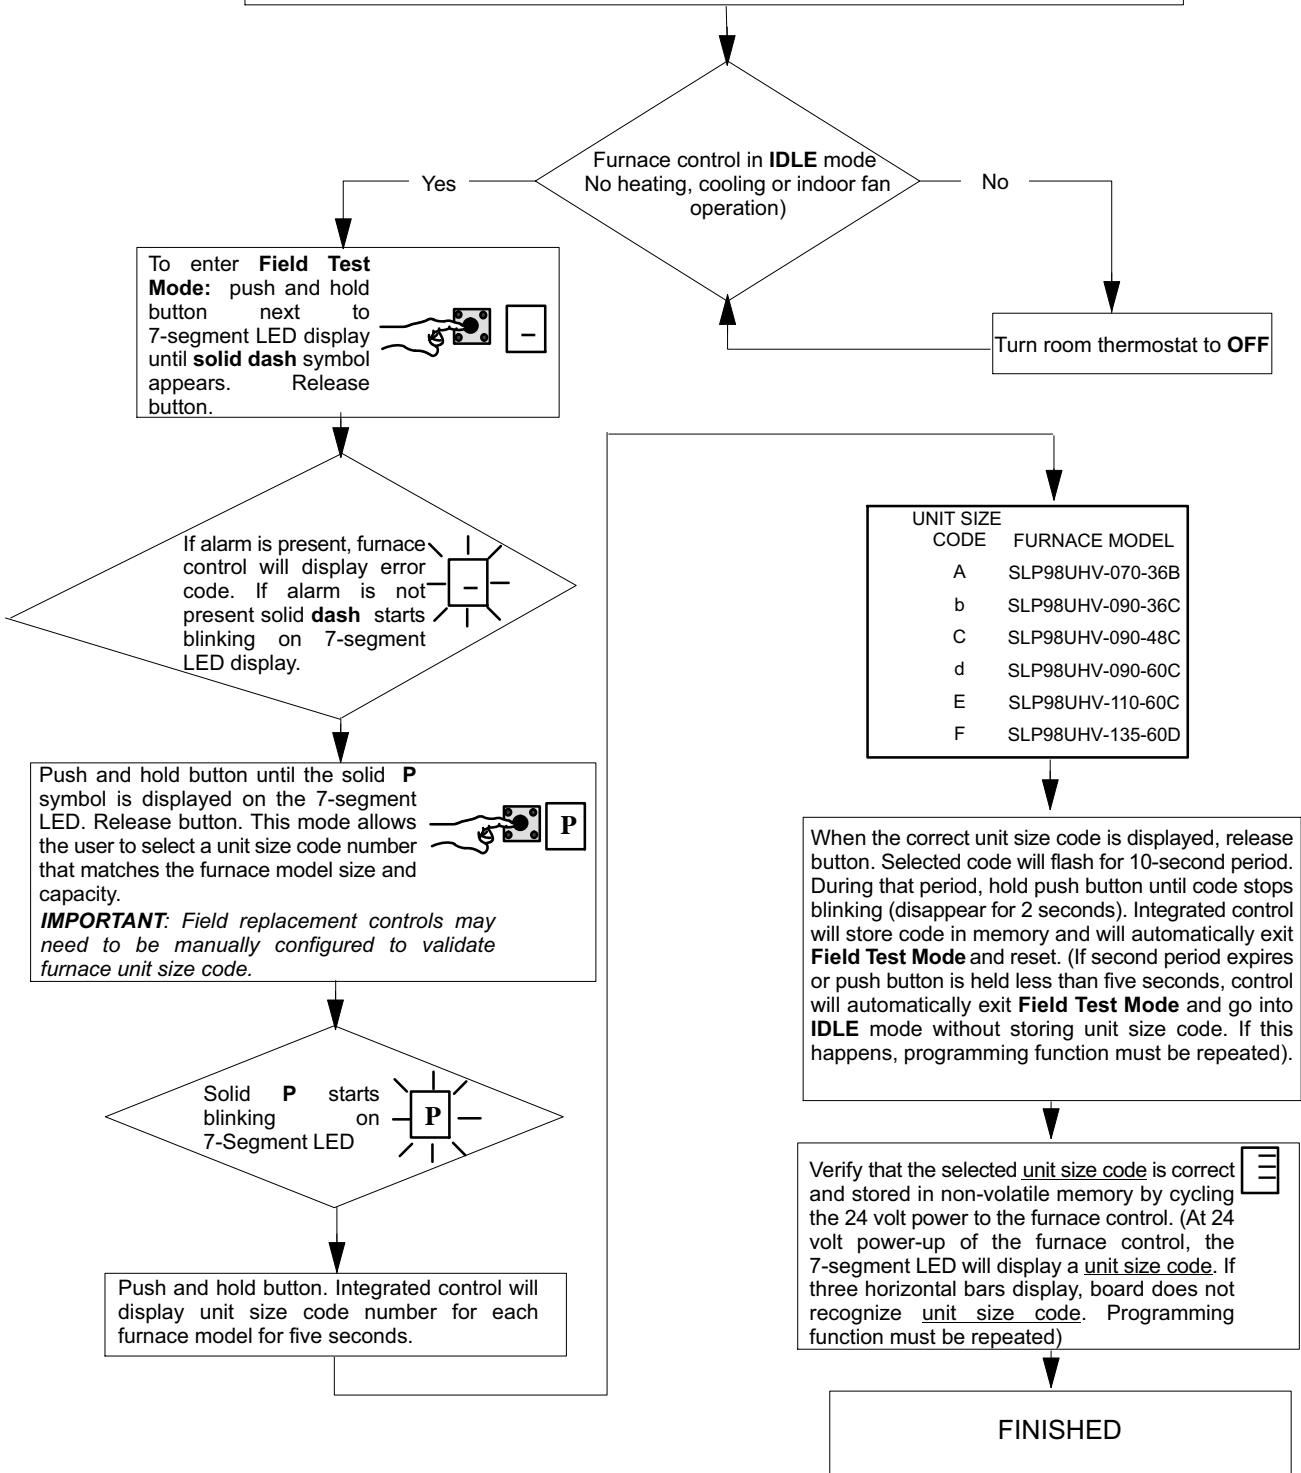 Furnace control in IDLE mode
No heating, cooling or indoor fan
operation)
Yes
No
To enter Field Test
Mode: push and hold
button next to
7-segment LED display
until solid dash symbol
appears. Release
button.
–
Turn room thermostat to OFF
If alarm is present, furnace
control will display error
code. If alarm is not
present solid dash starts
blinking on 7-segment
LED display.
–
Push and hold button until the solid P
symbol is displayed on the 7-segment
LED. Release button. This mode allows
the user to select a unit size code number
that matches the furnace model size and
capacity.
IMPORTANT: Field replacement controls may
need to be manually configured to validate
furnace unit size code.
P
Solid P starts
blinking on
7-Segment LED
P
Push and hold button. Integrated control will
display unit size code number for each
furnace model for five seconds.
UNIT SIZE
CODE FURNACE MODEL
A SLP98UHV-070-36B
b SLP98UHV-090-36C
C SLP98UHV-090-48C
d SLP98UHV-090-60C
E SLP98UHV-110-60C
F SLP98UHV-135-60D
When the correct unit size code is displayed, release
button. Selected code will flash for 10-second period.
During that period, hold push button until code stops
blinking (disappear for 2 seconds). Integrated control
will store code in memory and will automatically exit
Field Test Mode and reset. (If second period expires
or push button is held less than five seconds, control
will automatically exit Field Test Mode and go into
IDLE mode without storing unit size code. If this
happens, programming function must be repeated).
Verify that the selected unit size code is correct
and stored in non-volatile memory by cycling
the 24 volt power to the furnace control. (At 24
volt power-up of the furnace control, the
7-segment LED will display a unit size code. If
three horizontal bars display, board does not
recognize unit size code. Programming
function must be repeated)
FINISHED